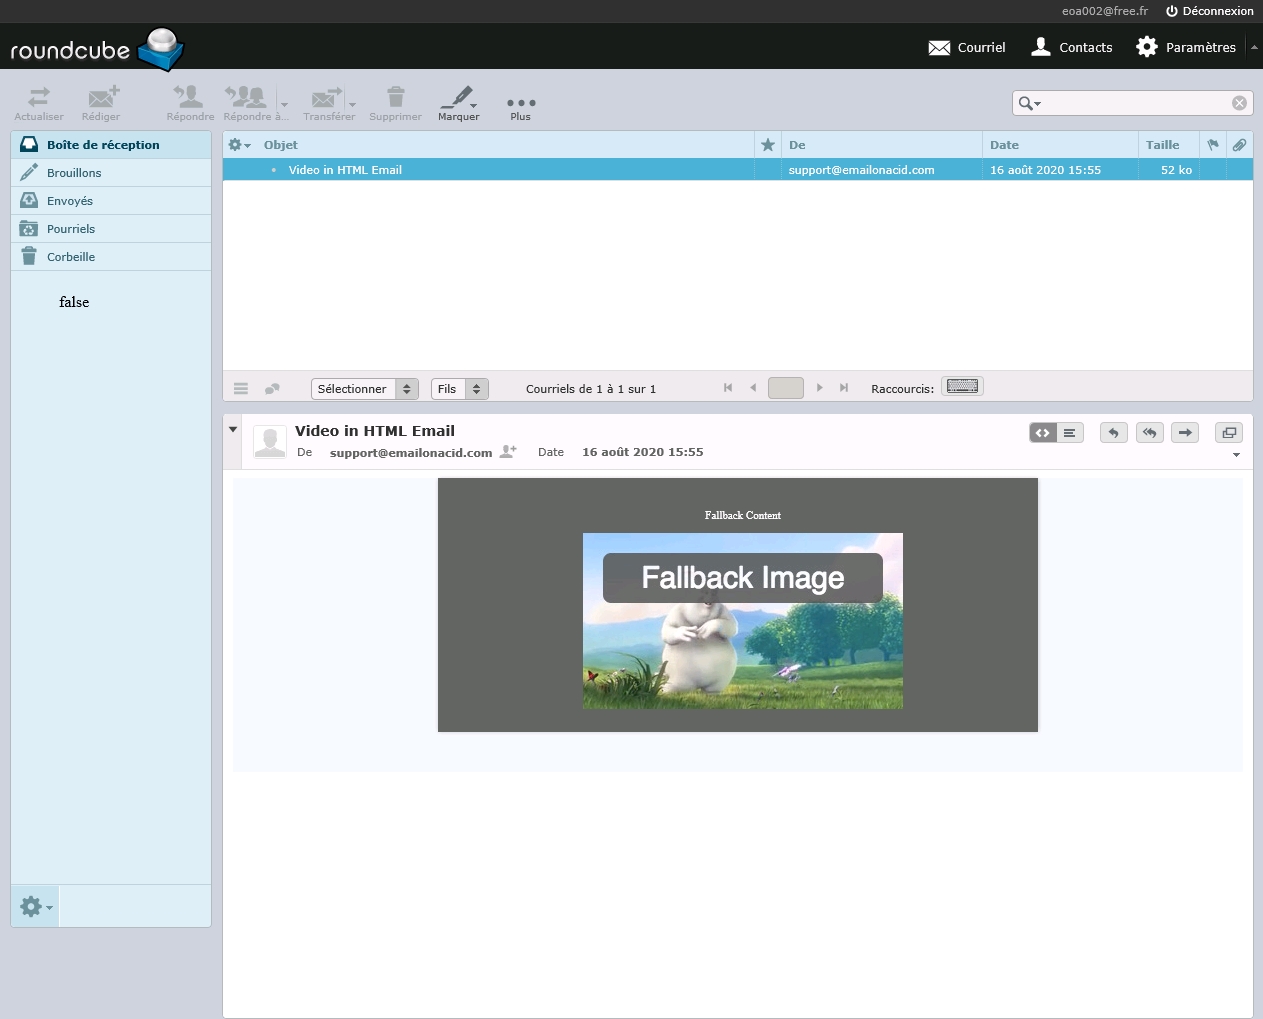 eoa002@free.fr Déconnexion
roundcube
Courriel Contacts Paramètres
Actualiser Rédiger Répondre Répondre à... Transférer Supprimer Marquer Plus
Boîte de réception
Brouillons
Envoyés
Pourriels
Corbeille
false
Objet De Date Taille
Video in HTML Email support@emailonacid.com 16 août 2020 15:55 52 ko
Sélectionner Fils Courriels de 1 à 1 sur 1 Raccourcis:
Video in HTML Email
De support@emailonacid.com Date 16 août 2020 15:55
Fallback Content
Fallback Image